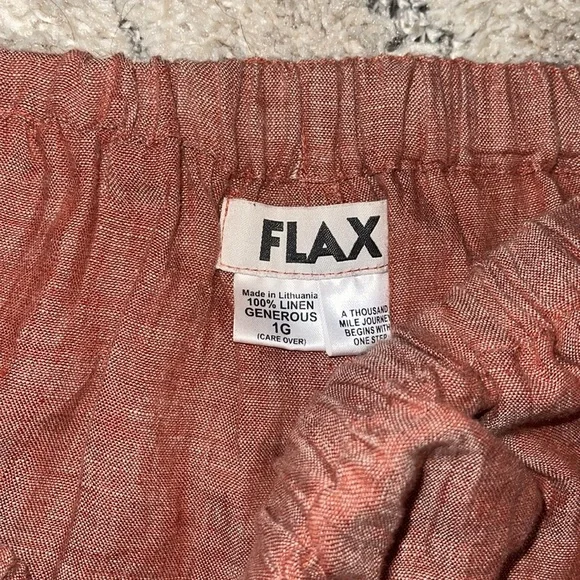 FLAX
Made in Lithuania
100% LINEN
GENEROUS
1G
(CARE OVER)
A THOUSAND
MILE JOURNEY
BEGINS WITH
ONE STEP